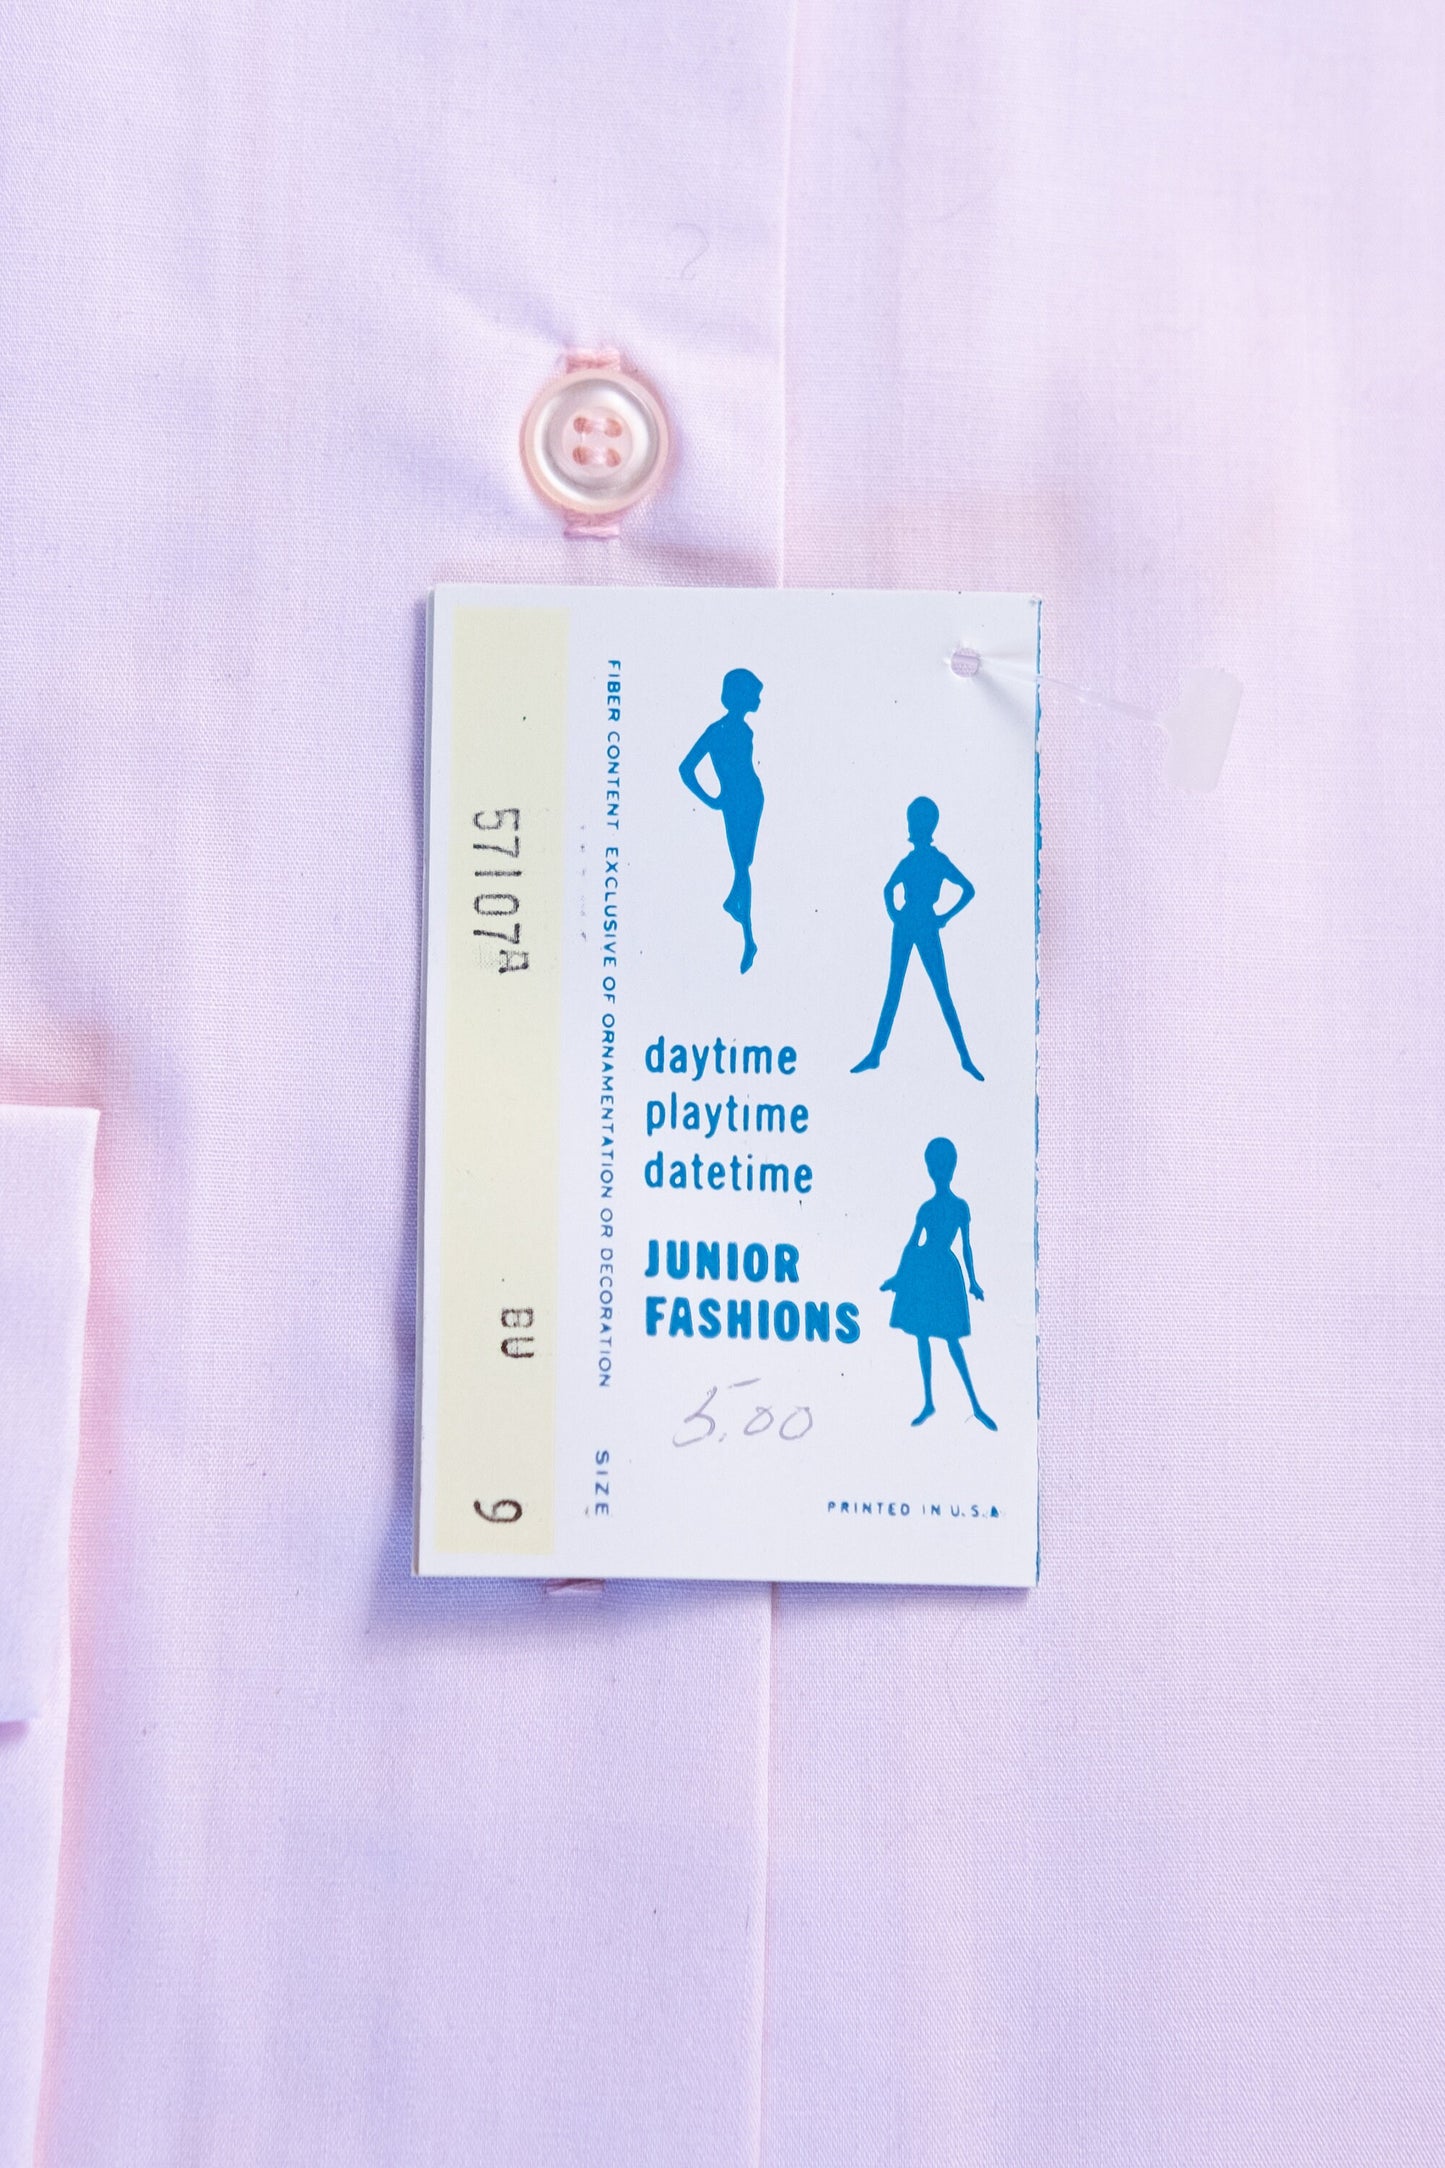 57107A
BU
9
FIBER CONTENT EXCLUSIVE OF ORNAMENTATION OR DECORATION
SIZE
daytime
playtime
datetime
JUNIOR
FASHIONS
5.00
PRINTED IN U.S.A